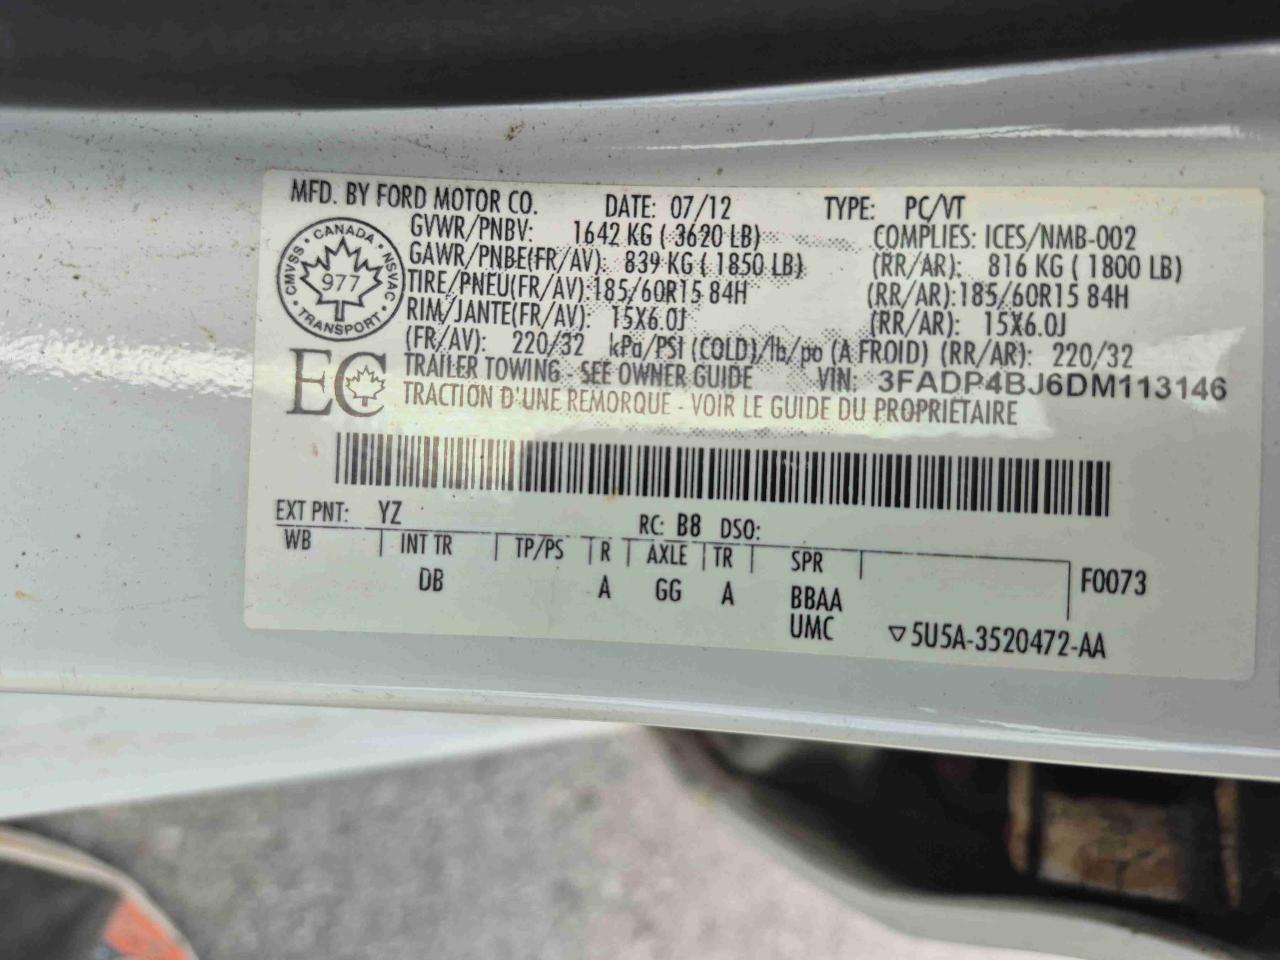 MFD. BY FORD MOTOR CO. DATE: 07/12 TYPE: PC/VT
GVWR/PNBV: 1642 KG ( 3620 LB) COMPLIES: ICES/NMB-002
GAWR/PNBE(FR/AV): 839 KG ( 1850 LB) (RR/AR): 816 KG ( 1800 LB)
TIRE/PNEU(FR/AV):185/60R15 84H (RR/AR):185/60R15 84H
RIM/JANTE(FR/AV): 15X6.0J (RR/AR): 15X6.0J
(FR/AV): 220/32 kPa/PSI (COLD)/lb/po (A FROID) (RR/AR): 220/32
TRAILER TOWING - SEE OWNER GUIDE VIN: 3FADP4BJ6DM113146
TRACTION D'UNE REMORQUE - VOIR LE GUIDE DU PROPRIETAIRE
CMVSS · CANADA · NSVAC
977
TRANSPORT
EC
EXT PNT: YZ RC: B8 DSO:
WB INT TR TP/PS R AXLE TR SPR
DB A GG A BBAA F0073
UMC 5U5A-3520472-AA